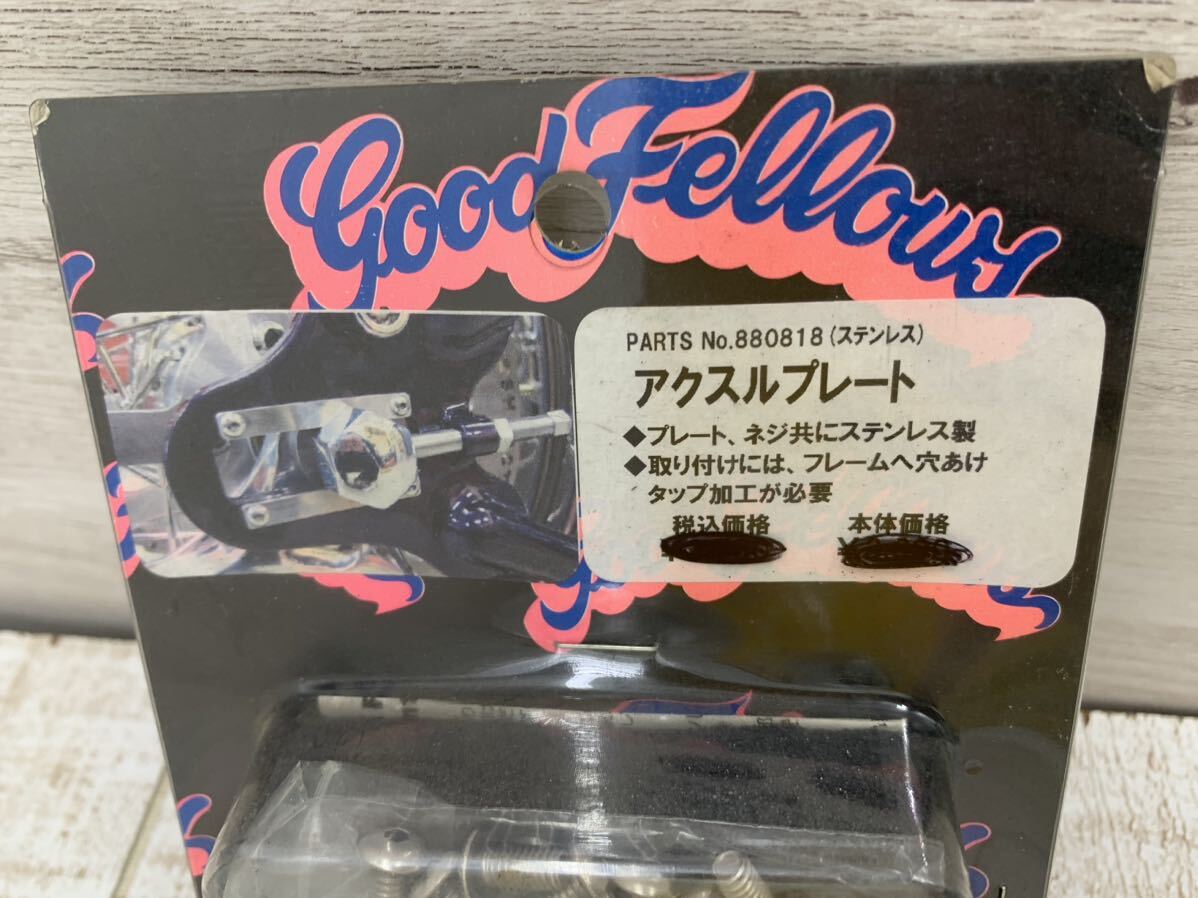 Good Fellows
PARTS No.880818(ステンレス)
アクスルプレート
◆プレート、ネジ共にステンレス製
◆取り付けには、フレームへ穴あけ
タップ加工が必要
税込価格 本体価格